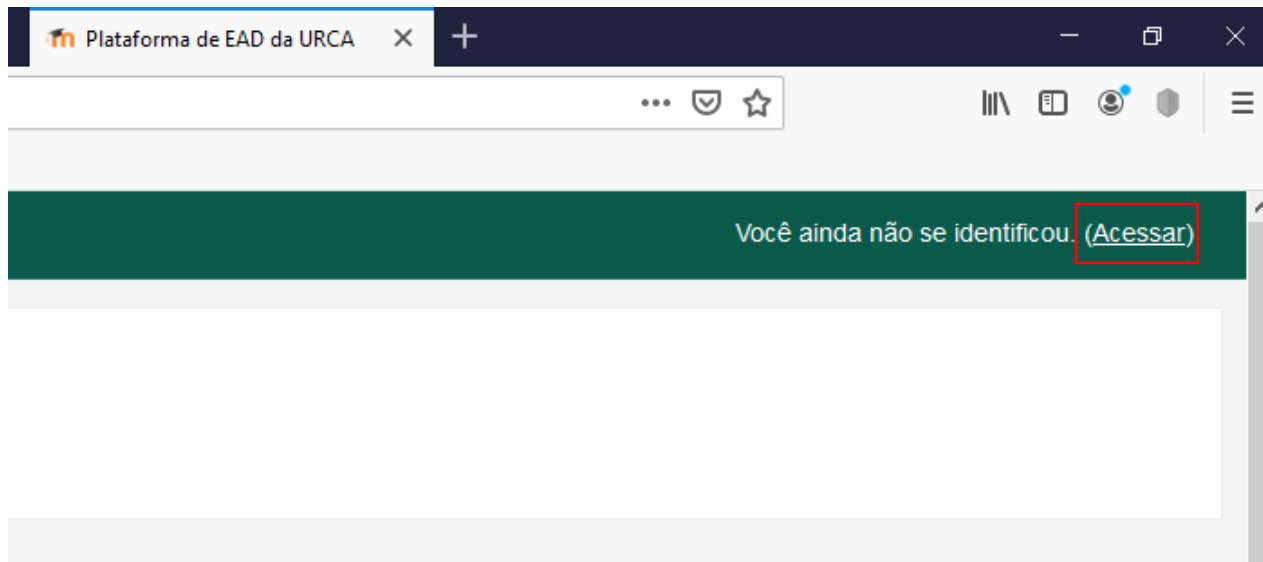 Plataforma de EAD da URCA
Você ainda não se identificou. (Acessar)